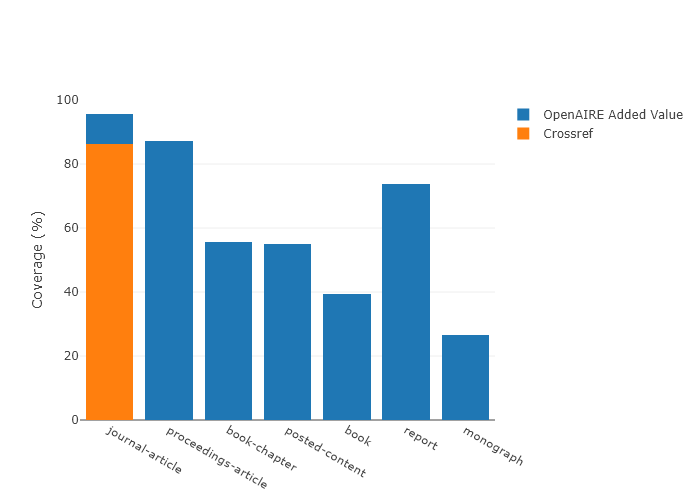 100
80
60
40
20
0
Coverage (%)
journal-article
proceedings-article
book-chapter
posted-content
book
report
monograph
OpenAIRE Added Value
Crossref